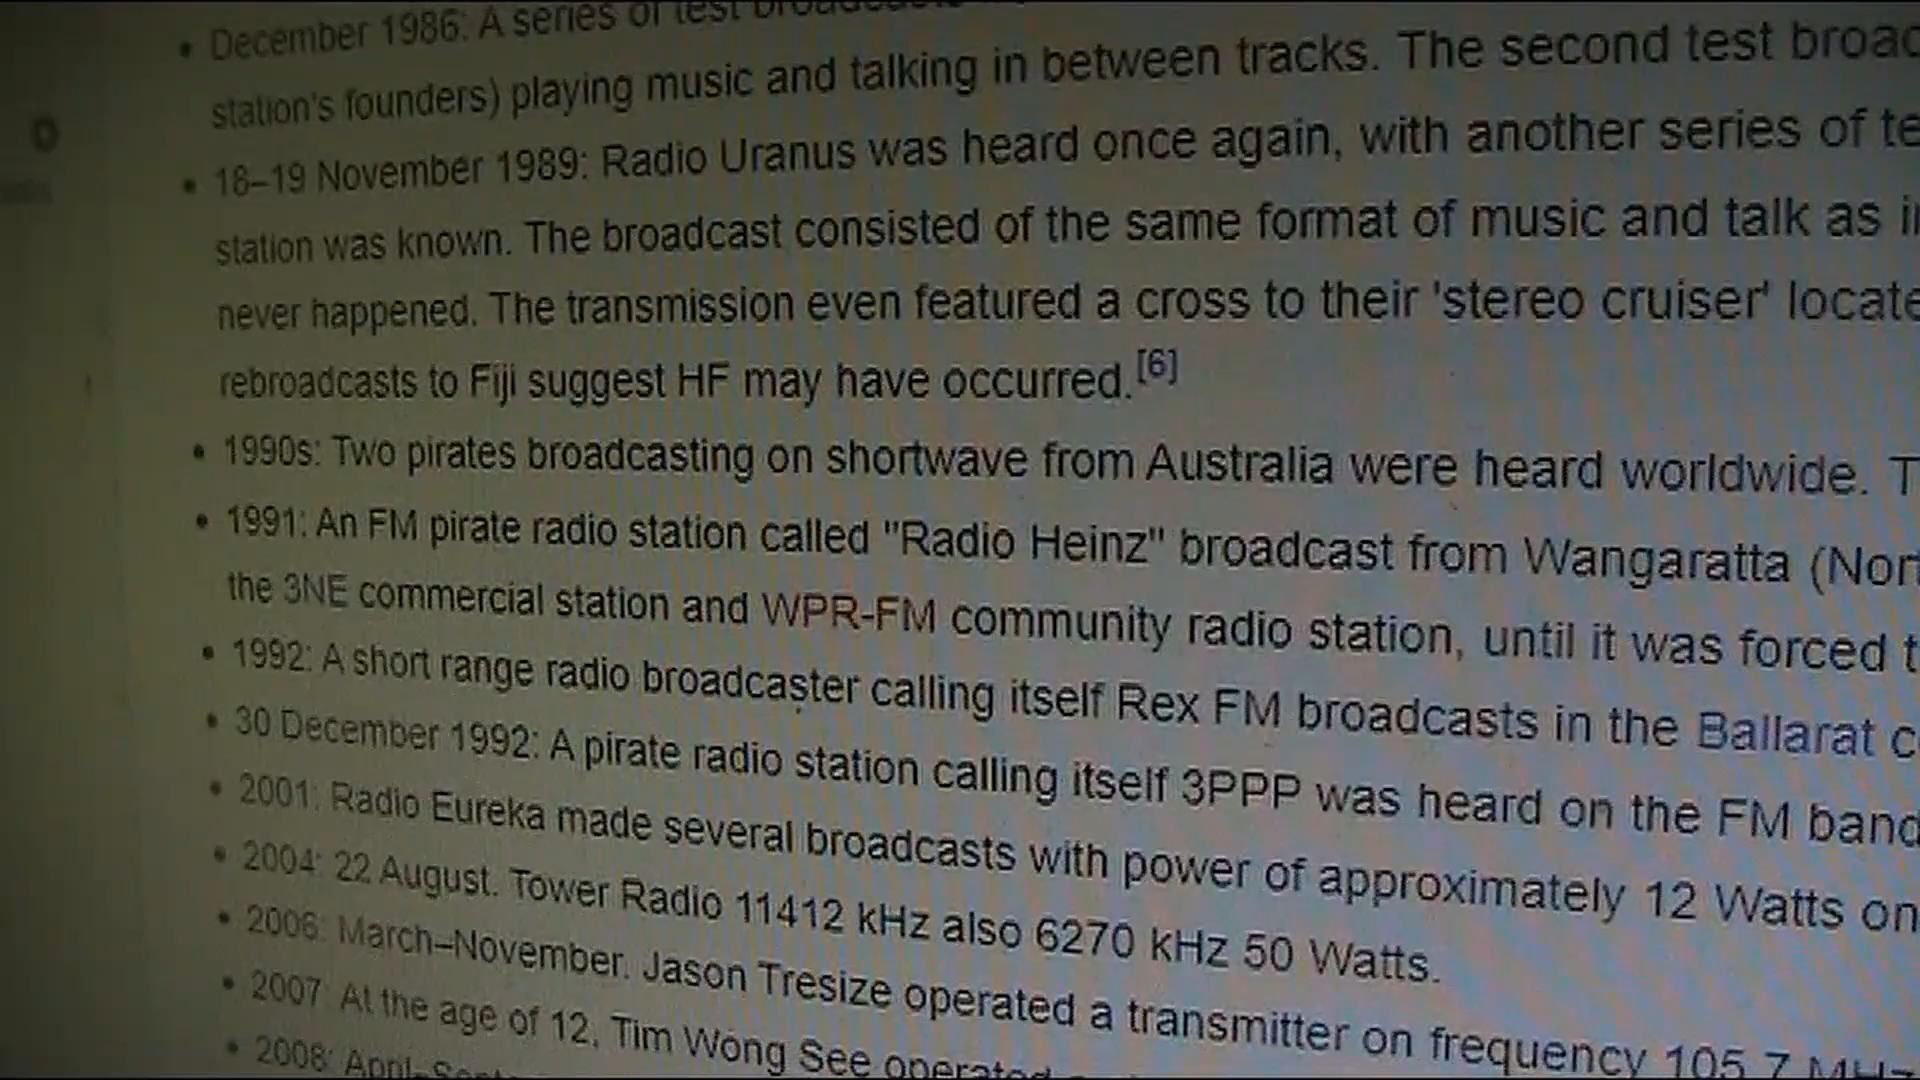 December 1986: A series of test
station's founders) playing music and talking in between tracks. The second test broad
18–19 November 1989: Radio Uranus was heard once again, with another series of te
station was known. The broadcast consisted of the same format of music and talk as i
never happened. The transmission even featured a cross to their 'stereo cruiser' locate
rebroadcasts to Fiji suggest HF may have occurred.[6]
1990s: Two pirates broadcasting on shortwave from Australia were heard worldwide. T
1991: An FM pirate radio station called "Radio Heinz" broadcast from Wangaratta (Nort
the 3NE commercial station and WPR-FM community radio station, until it was forced t
1992: A short range radio broadcaster calling itself Rex FM broadcasts in the Ballarat c
30 December 1992: A pirate radio station calling itself 3PPP was heard on the FM band
2001: Radio Eureka made several broadcasts with power of approximately 12 Watts on
2004: 22 August. Tower Radio 11412 kHz also 6270 kHz 50 Watts.
2006: March–November. Jason Tresize operated a transmitter on frequency 105.7 MHz
2007: At the age of 12, Tim Wong See operated
2008: April–